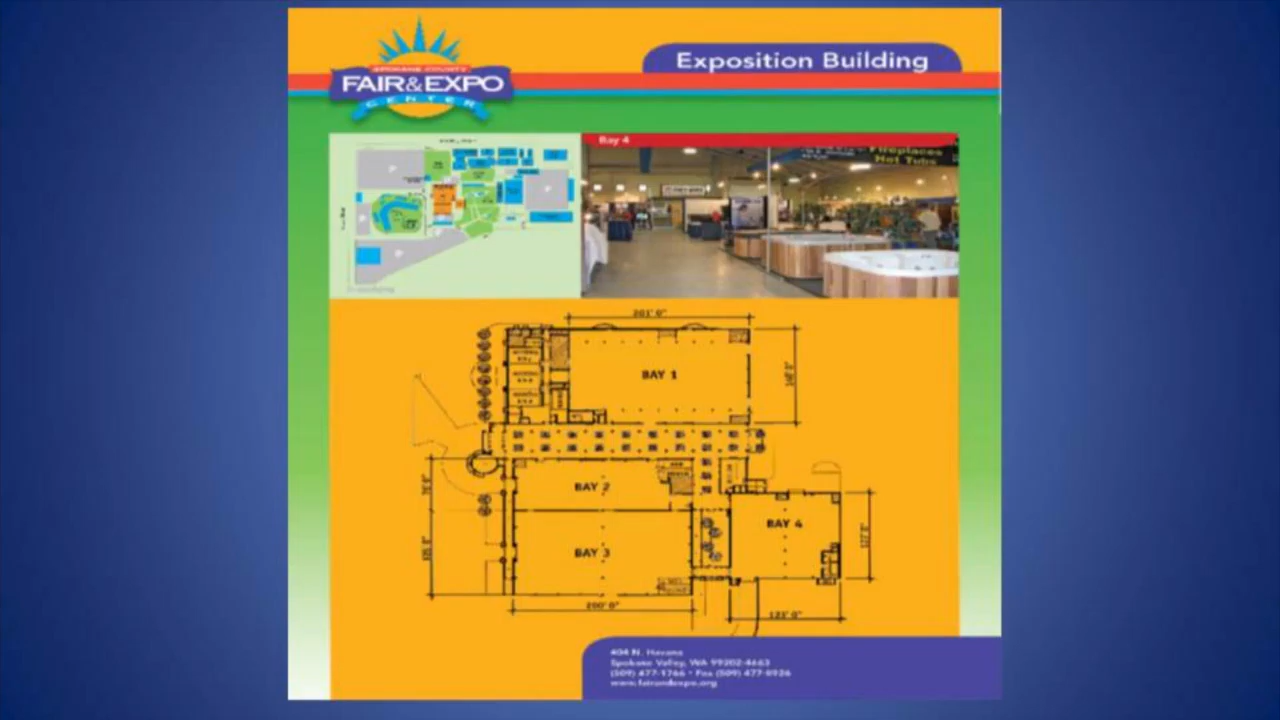 Exposition Building
SPOKANE COUNTY
FAIR & EXPO
CENTER
Bay 4
Fireplaces
Hot Tubs
201' 0"
BAY 1
BAY 2
BAY 4
BAY 3
200' 0"
123' 0"
404 N. Havana
Spokane Valley, WA 99202-4663
(509) 477-1766 • Fax (509) 477-8926
www.fairandexpo.org